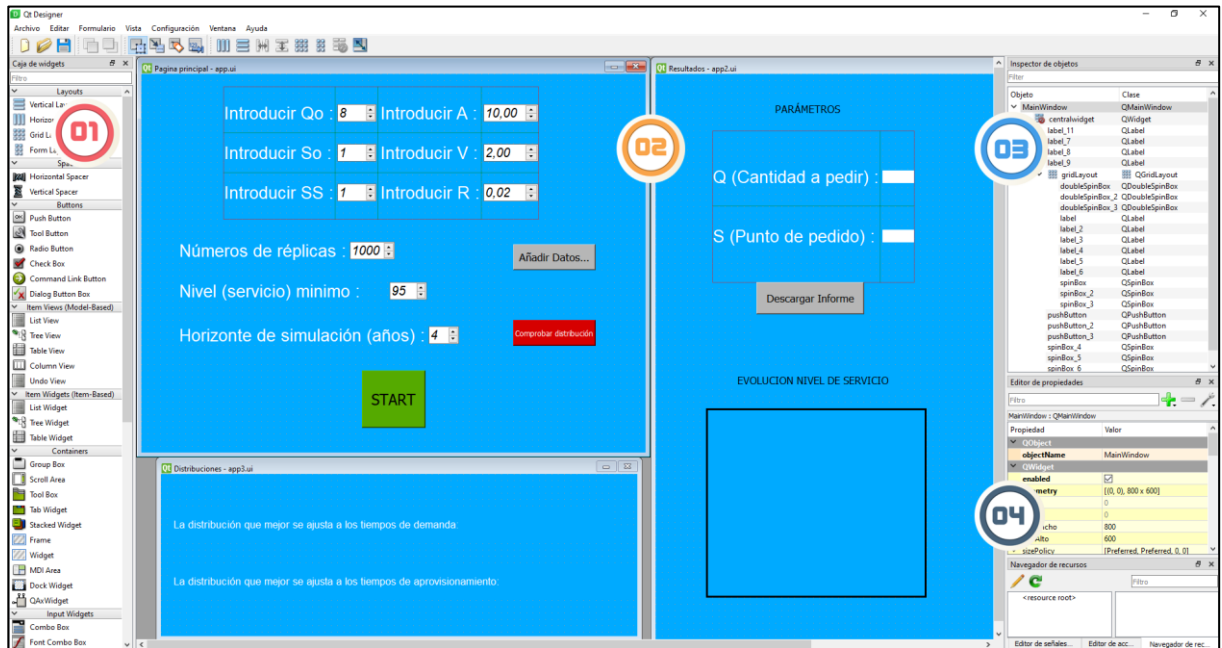 Qt Designer
Archivo Editar Formulario Vista Configuración Ventana Ayuda
Caja de widgets
Filtro
Layouts
Vertical La
Horizon
Grid L
Form L
Spa
Horizontal Spacer
Vertical Spacer
Buttons
Push Button
Tool Button
Radio Button
Check Box
Command Link Button
Dialog Button Box
Item Views (Model-Based)
List View
Tree View
Table View
Column View
Undo View
Item Widgets (Item-Based)
List Widget
Tree Widget
Table Widget
Containers
Group Box
Scroll Area
Tool Box
Tab Widget
Stacked Widget
Frame
Widget
MDI Area
Dock Widget
QAxWidget
Input Widgets
Combo Box
Font Combo Box
01
Pagina principal - app.ui
Introducir Qo : 8 Introducir A : 10,00
Introducir So : 1 Introducir V : 2,00
Introducir SS : 1 Introducir R : 0,02
Números de réplicas : 1000
Añadir Datos...
Nivel (servicio) minimo : 95
Horizonte de simulación (años) : 4
Comprobar distribución
START
Distribuciones - app3.ui
La distribución que mejor se ajusta a los tiempos de demanda:
La distribución que mejor se ajusta a los tiempos de aprovisionamiento:
02
Resultados - app2.ui
PARÁMETROS
Q (Cantidad a pedir) :
S (Punto de pedido) :
Descargar Informe
EVOLUCION NIVEL DE SERVICIO
03
Inspector de objetos
Filter
Objeto Clase
MainWindow QMainWindow
centralwidget QWidget
label_11 QLabel
label_7 QLabel
label_8 QLabel
label_9 QLabel
gridLayout QGridLayout
doubleSpinBox QDoubleSpinBox
doubleSpinBox_2 QDoubleSpinBox
doubleSpinBox_3 QDoubleSpinBox
label QLabel
label_2 QLabel
label_3 QLabel
label_4 QLabel
label_5 QLabel
label_6 QLabel
spinBox QSpinBox
spinBox_2 QSpinBox
spinBox_3 QSpinBox
pushButton QPushButton
pushButton_2 QPushButton
pushButton_3 QPushButton
spinBox_4 QSpinBox
spinBox_5 QSpinBox
spinBox_6 QSpinBox
Editor de propiedades
Filtro
MainWindow : QMainWindow
Propiedad Valor
QObject
objectName MainWindow
QWidget
enabled
metry [(0, 0), 800 x 600]
0
0
ncho 800
Alto 600
sizePolicy [Preferred, Preferred, 0, 0]
04
Navegador de recursos
Filtro
<resource root>
Editor de señales... Editor de acc... Navegador de rec...